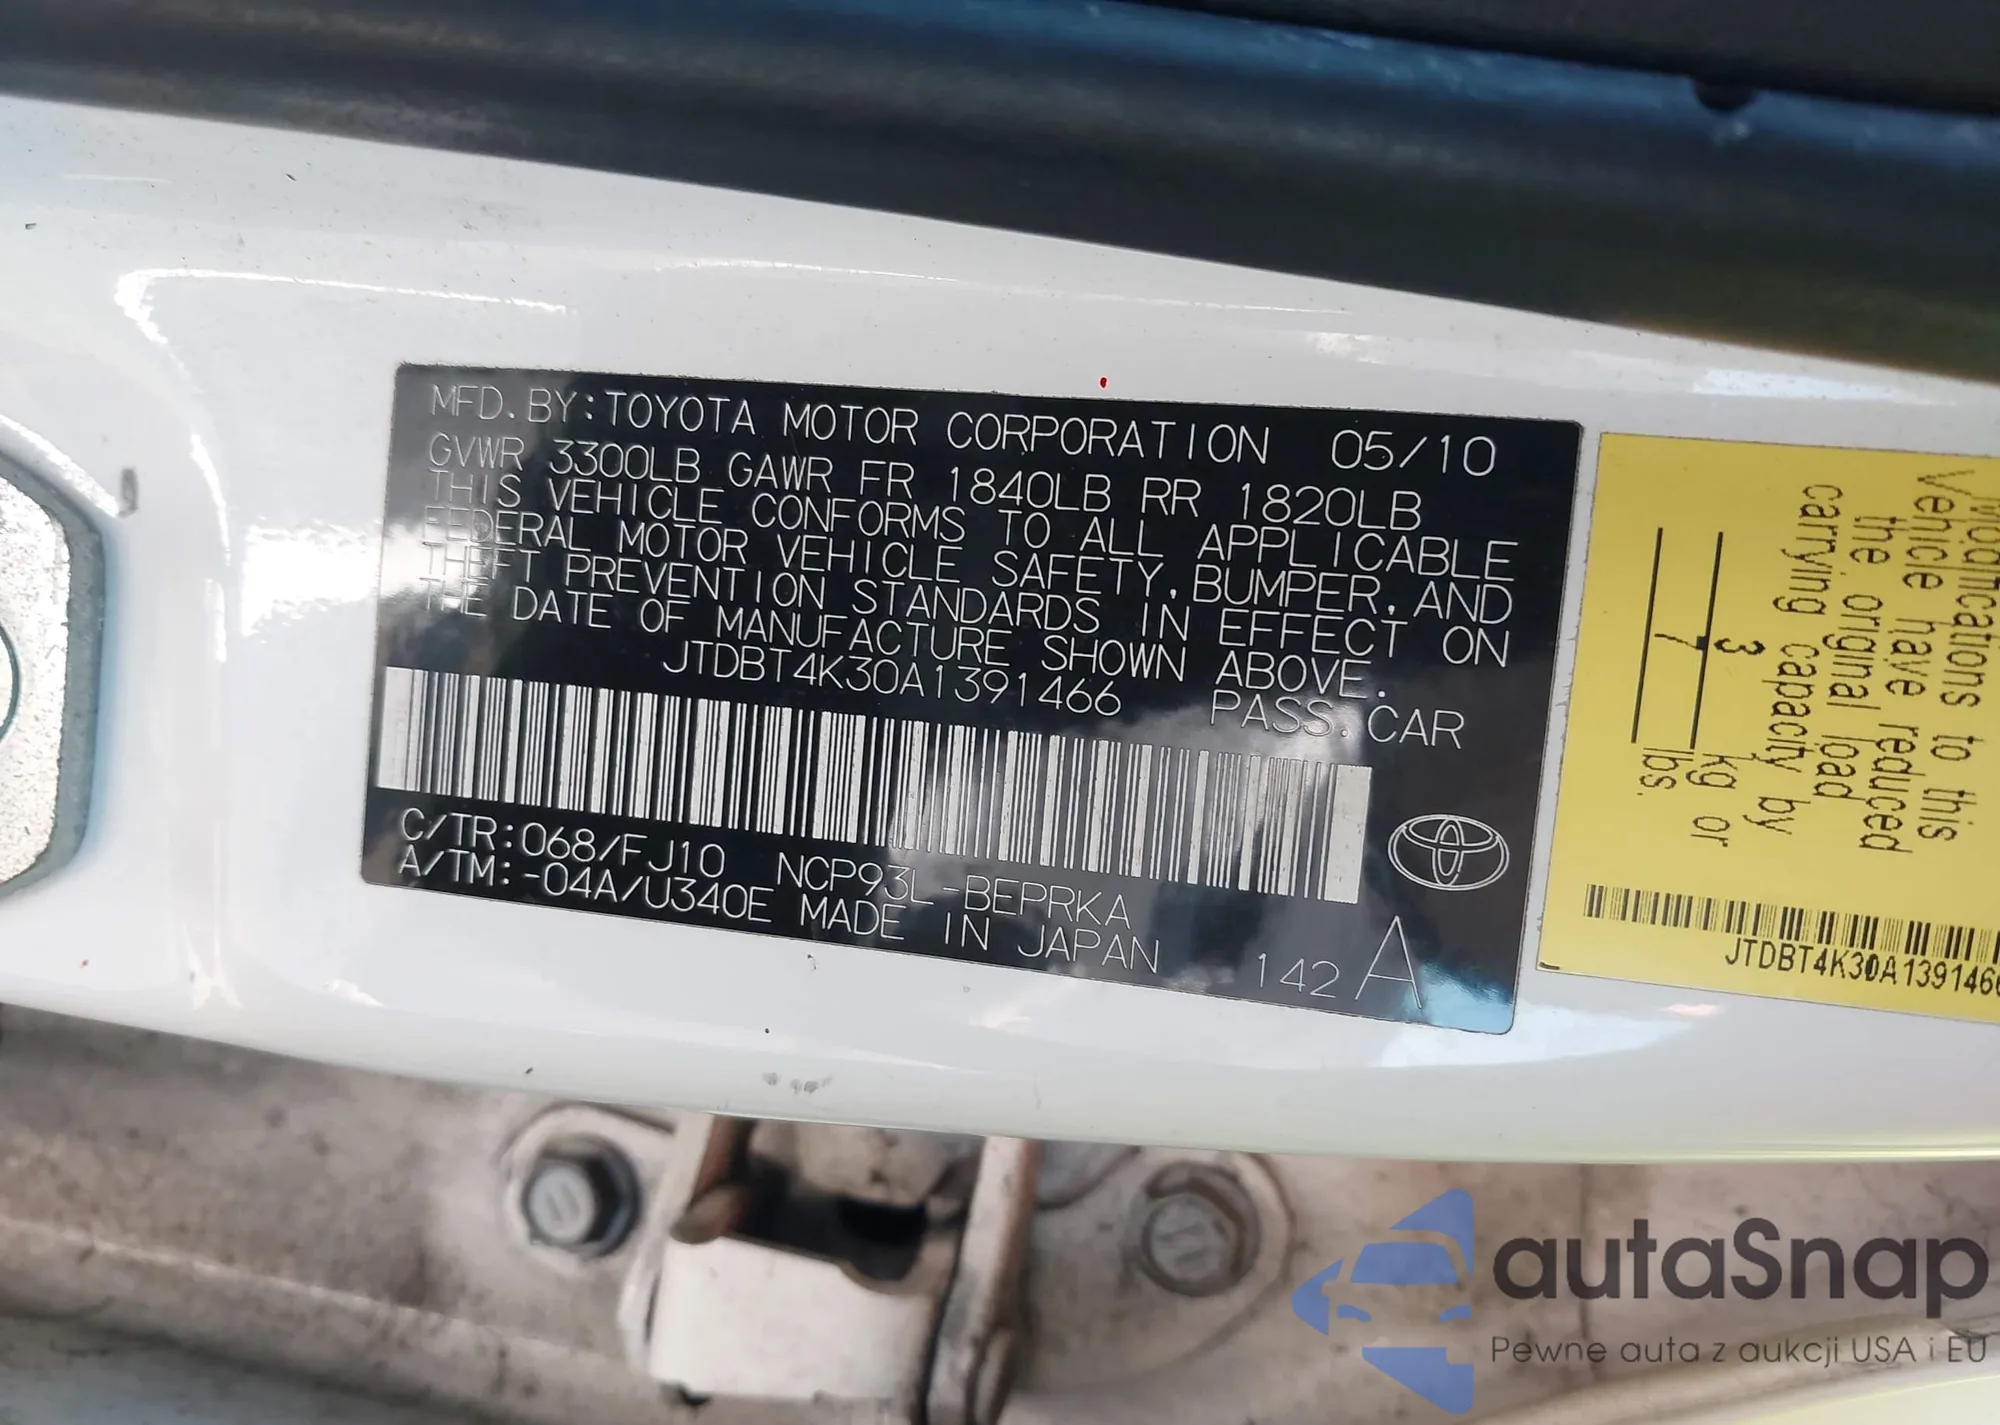 MFD. BY: TOYOTA MOTOR CORPORATION 05/10
GVWR 3300LB GAWR FR 1840LB RR 1820LB
THIS VEHICLE CONFORMS TO ALL APPLICABLE
FEDERAL MOTOR VEHICLE SAFETY, BUMPER, AND
THEFT PREVENTION STANDARDS IN EFFECT ON
THE DATE OF MANUFACTURE SHOWN ABOVE.
JTDBT4K30A1391466 PASS. CAR
C/TR: 068/FJ10 NCP93L-BEPRKA
A/TM: -04A/U340E MADE IN JAPAN 142 A
Modifications to this
Vehicle have reduced
the original load
carrying capacity by
3 kg or
7 lbs.
JTDBT4K30A1391466
autaSnap
Pewne auta z aukcji USA i EU